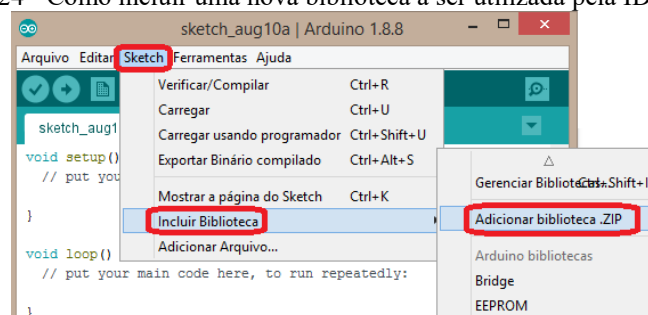 24 - Como incluir uma nova biblioteca a ser utilizada pela ID
sketch_aug10a | Arduino 1.8.8
Arquivo Editar Sketch Ferramentas Ajuda
Verificar/Compilar Ctrl+R
Carregar Ctrl+U
sketch_aug1
Carregar usando programador Ctrl+Shift+U
void setup()
Exportar Binário compilado Ctrl+Alt+S
// put you
Gerenciar Bibliotecas... Ctrl+Shift+I
Mostrar a página do Sketch Ctrl+K
}
Incluir Biblioteca
Adicionar biblioteca .ZIP
void loop()
Adicionar Arquivo...
Arduino bibliotecas
// put your main code here, to run repeatedly:
Bridge
EEPROM
}